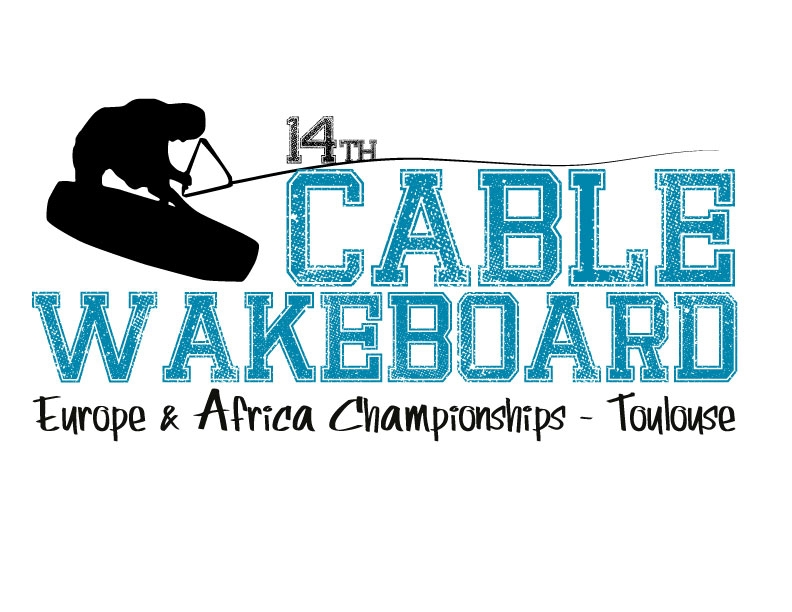 14TH
CABLE
WAKEBOARD
Europe & Africa Championships - Toulouse